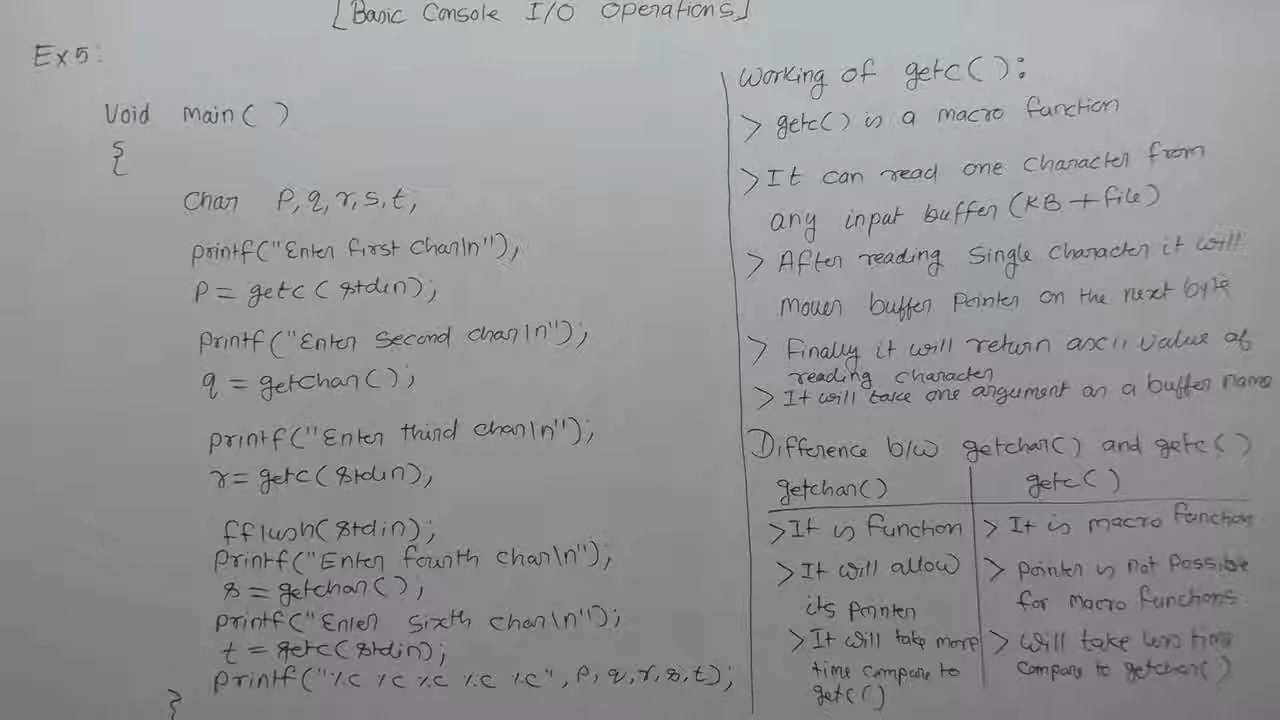 [Basic Console I/O Operations]
Ex5:
Void main( )
{
Char P, q, r, s, t;
printf("Enter first char\n");
P = getc(stdin);
printf("Enter Second char\n");
q = getchar();
printf("Enter third char\n");
r = getc(stdin);
fflush(stdin);
printf("Enter fourth char\n");
s = getchar();
printf("Enter sixth char\n");
t = getc(stdin);
printf("%c %c %c %c %c", P, q, r, s, t);
}
Working of getc():
> getc() is a macro function
> It can read one character from
any input buffer (KB + file)
> After reading single character it will
moves buffer pointer on the next byte
> Finally it will return ascii value of
reading character
> It will take one argument as a buffer name
Difference b/w getchar() and getc()
getchar() getc()
> It is function > It is macro function
> It will allow > pointer is not possible
its pointer for macro functions
> It will take more > will take less time
time compare to compare to getchar()
getc()